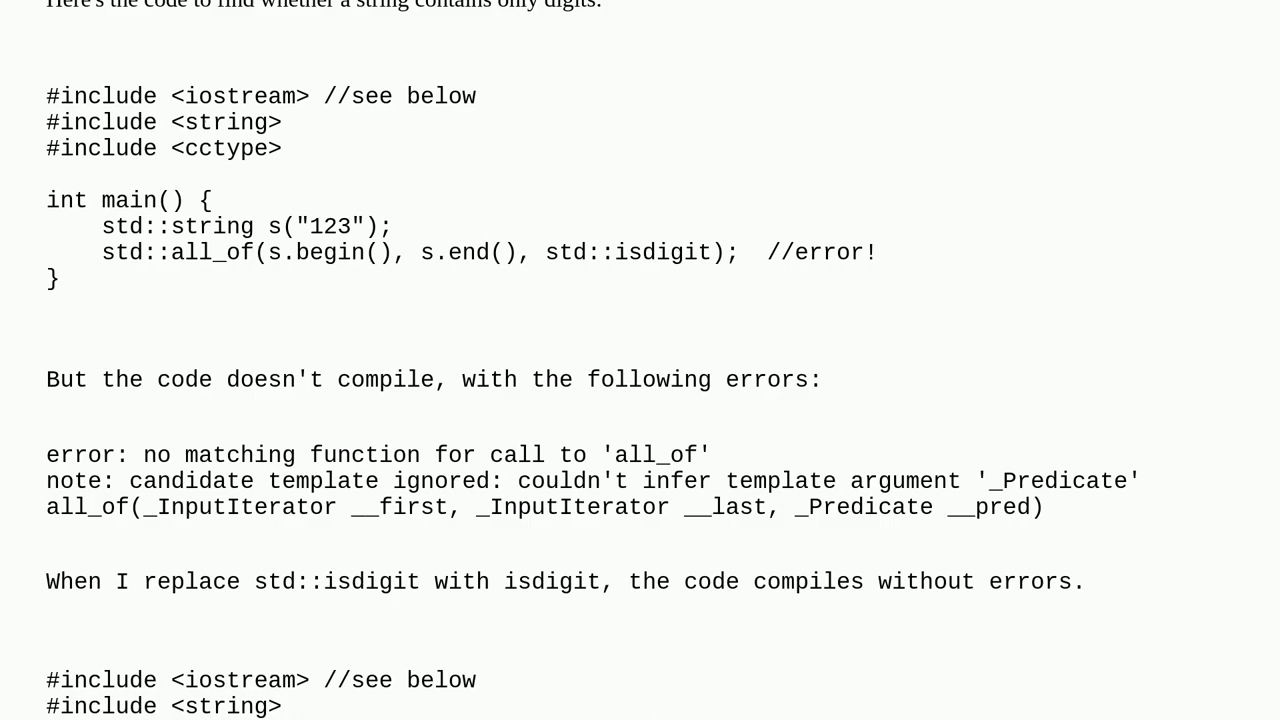 Here's the code to find whether a string contains only digits:
#include <iostream> //see below
#include <string>
#include <cctype>
int main() {
    std::string s("123");
    std::all_of(s.begin(), s.end(), std::isdigit);  //error!
}
But the code doesn't compile, with the following errors:
error: no matching function for call to 'all_of'
note: candidate template ignored: couldn't infer template argument '_Predicate'
all_of(_InputIterator __first, _InputIterator __last, _Predicate __pred)
When I replace std::isdigit with isdigit, the code compiles without errors.
#include <iostream> //see below
#include <string>